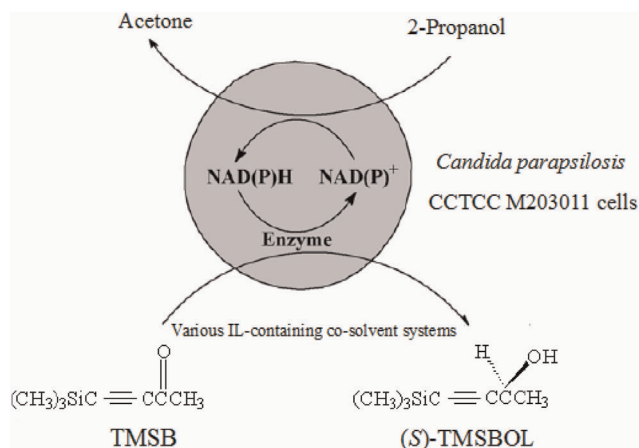 Acetone
2-Propanol
NAD(P)H NAD(P)⁺
Candida parapsilosis
CCTCC M203011 cells
Enzyme
Various IL-containing co-solvent systems
O
H OH
(CH₃)₃SiC≡CCCH₃
(CH₃)₃SiC≡CCCH₃
TMSB
(S)-TMSBOL